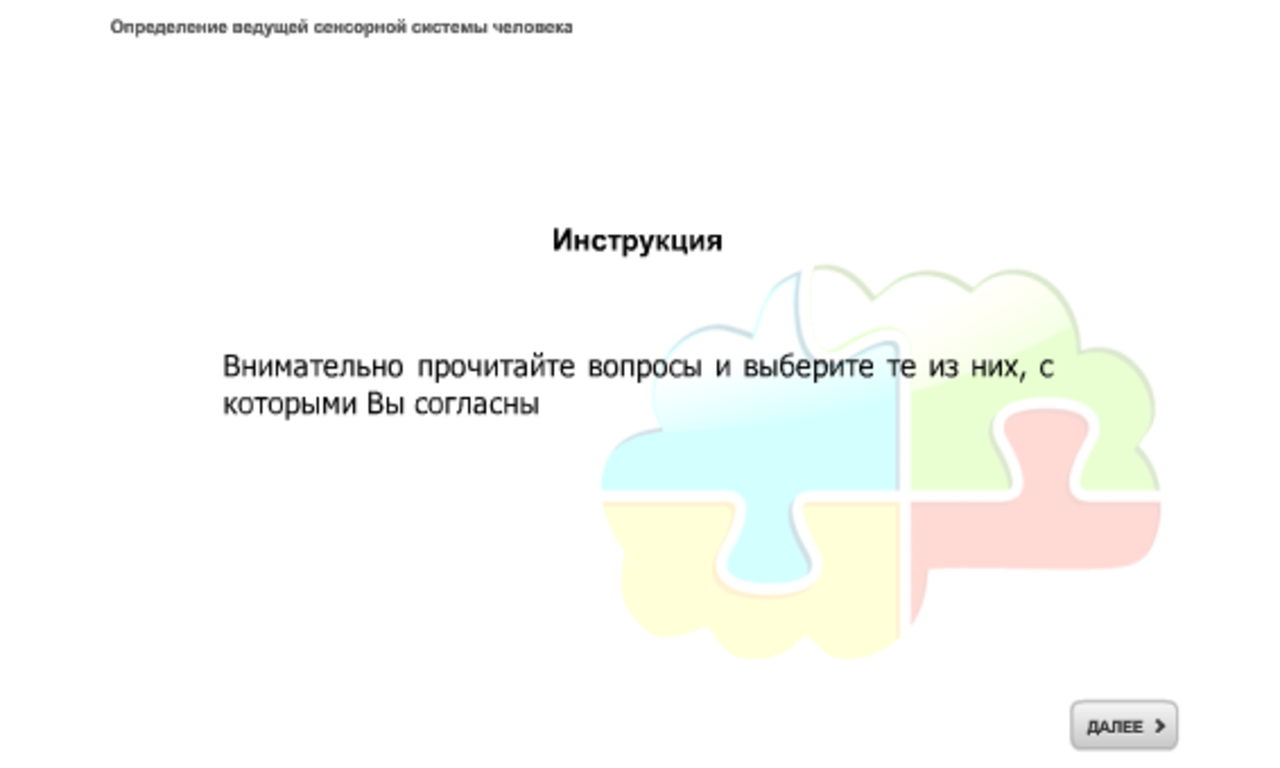 Определение ведущей сенсорной системы человека
Инструкция
Внимательно прочитайте вопросы и выберите те из них, с
которыми Вы согласны
ДАЛЕЕ